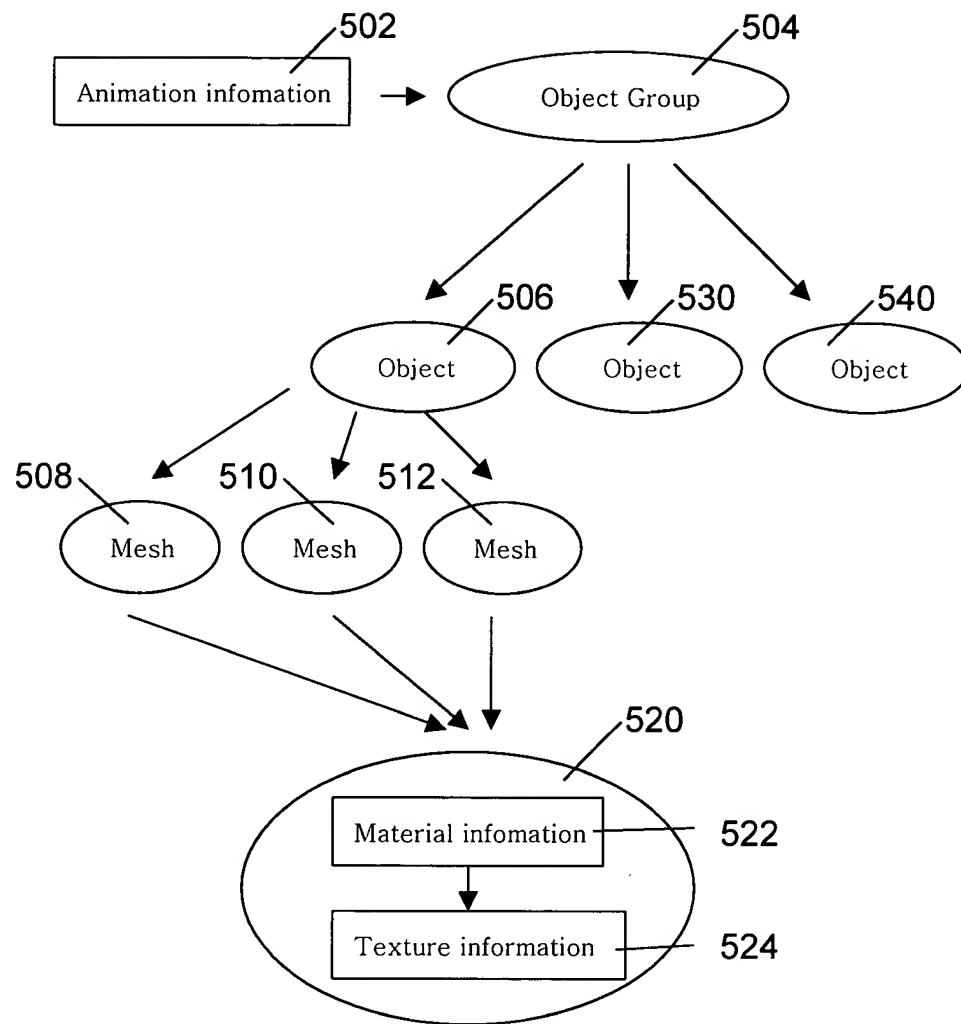 502
504
Animation infomation
Object Group
506
530
540
Object
Object
Object
508
510
512
Mesh
Mesh
Mesh
520
Material infomation
522
Texture information
524